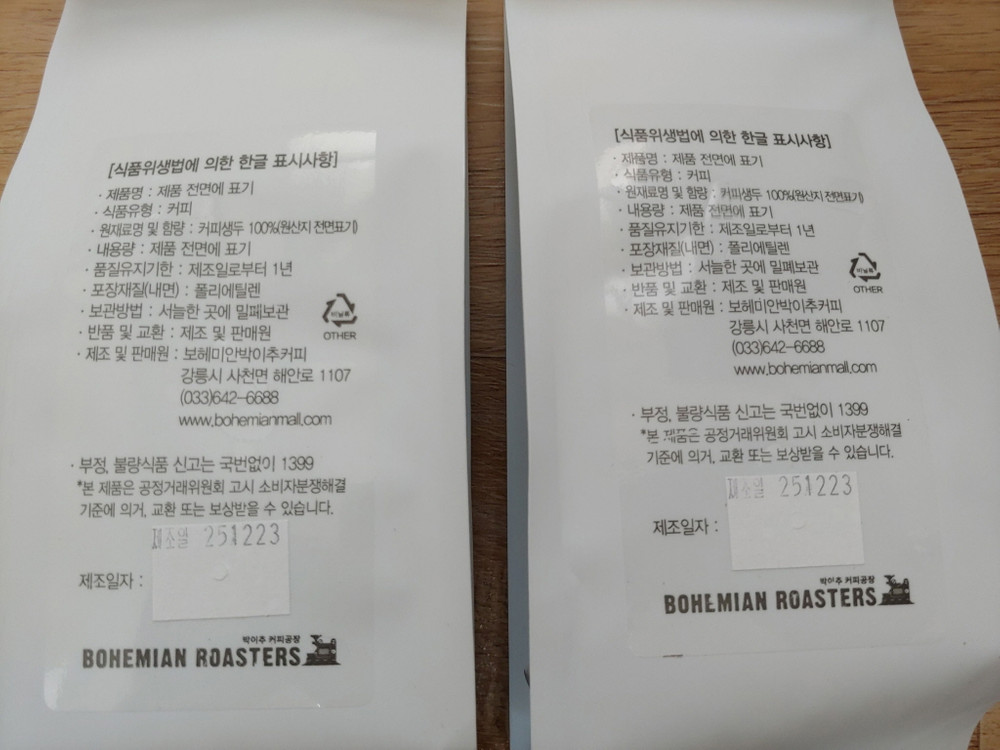 [식품위생법에 의한 한글 표시사항]
· 제품명 : 제품 전면에 표기
· 식품유형 : 커피
· 원재료명 및 함량 : 커피생두 100%(원산지 전면표기)
· 내용량 : 제품 전면에 표기
· 품질유지기한 : 제조일로부터 1년
· 포장재질(내면) : 폴리에틸렌
· 보관방법 : 서늘한 곳에 밀폐보관
· 반품 및 교환 : 제조 및 판매원
· 제조 및 판매원 : 보헤미안박이추커피
강릉시 사천면 해안로 1107
(033)642-6688
www.bohemianmall.com
비닐류
OTHER
· 부정, 불량식품 신고는 국번없이 1399
*본 제품은 공정거래위원회 고시 소비자분쟁해결
기준에 의거, 교환 또는 보상받을 수 있습니다.
제조일 251223
제조일자 :
박이추 커피공장
BOHEMIAN ROASTERS
[식품위생법에 의한 한글 표시사항]
· 제품명 : 제품 전면에 표기
· 식품유형 : 커피
· 원재료명 및 함량 : 커피생두 100%(원산지 전면표기)
· 내용량 : 제품 전면에 표기
· 품질유지기한 : 제조일로부터 1년
· 포장재질(내면) : 폴리에틸렌
· 보관방법 : 서늘한 곳에 밀폐보관
· 반품 및 교환 : 제조 및 판매원
· 제조 및 판매원 : 보헤미안박이추커피
강릉시 사천면 해안로 1107
(033)642-6688
www.bohemianmall.com
비닐류
OTHER
· 부정, 불량식품 신고는 국번없이 1399
*본 제품은 공정거래위원회 고시 소비자분쟁해결
기준에 의거, 교환 또는 보상받을 수 있습니다.
제조일 251223
제조일자 :
박이추 커피공장
BOHEMIAN ROASTERS